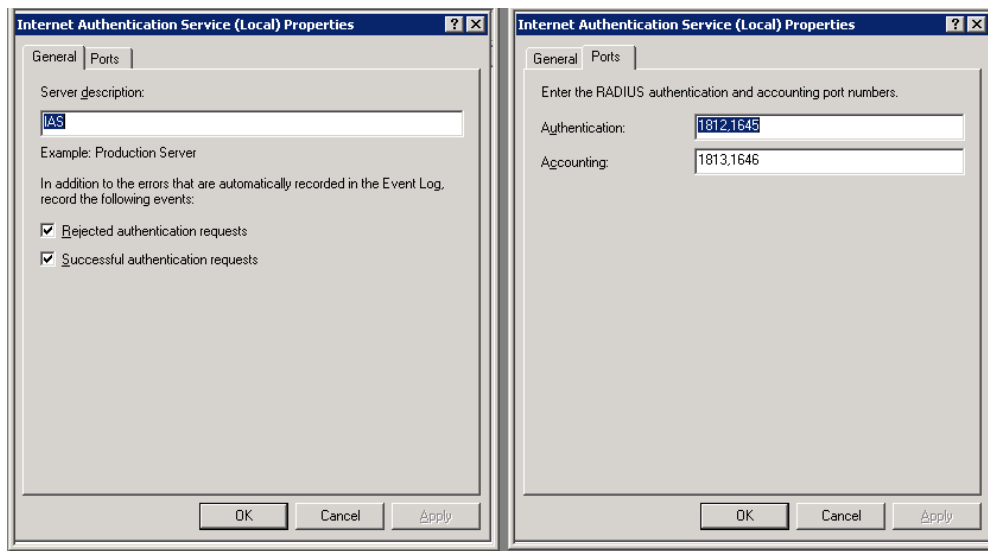 Internet Authentication Service (Local) Properties
General
Ports
Server description:
IAS
Example: Production Server
In addition to the errors that are automatically recorded in the Event Log,
record the following events:
Rejected authentication requests
Successful authentication requests
OK
Cancel
Apply
Internet Authentication Service (Local) Properties
General
Ports
Enter the RADIUS authentication and accounting port numbers.
Authentication:
1812,1645
Accounting:
1813,1646
OK
Cancel
Apply